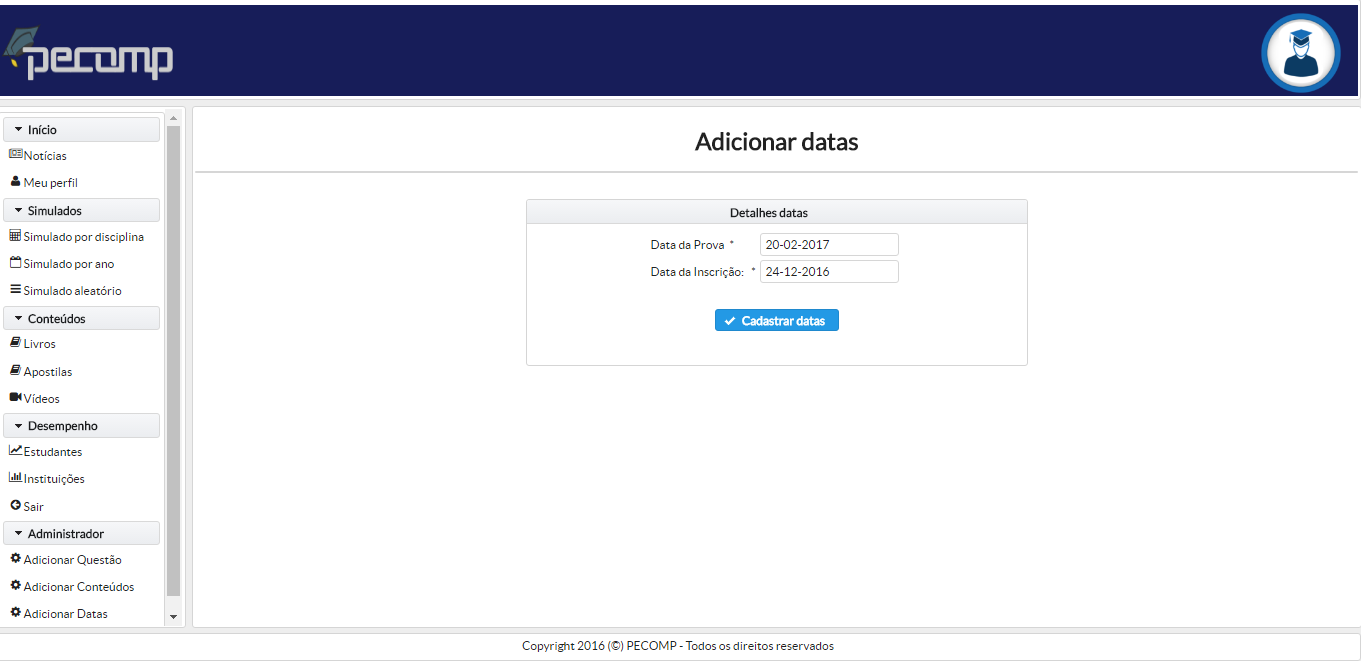 pecomp
Início
Notícias
Meu perfil
Simulados
Simulado por disciplina
Simulado por ano
Simulado aleatório
Conteúdos
Livros
Apostilas
Vídeos
Desempenho
Estudantes
Instituições
Sair
Administrador
Adicionar Questão
Adicionar Conteúdos
Adicionar Datas
Adicionar datas
Detalhes datas
Data da Prova * 20-02-2017
Data da Inscrição: * 24-12-2016
Cadastrar datas
Copyright 2016 (©) PECOMP - Todos os direitos reservados